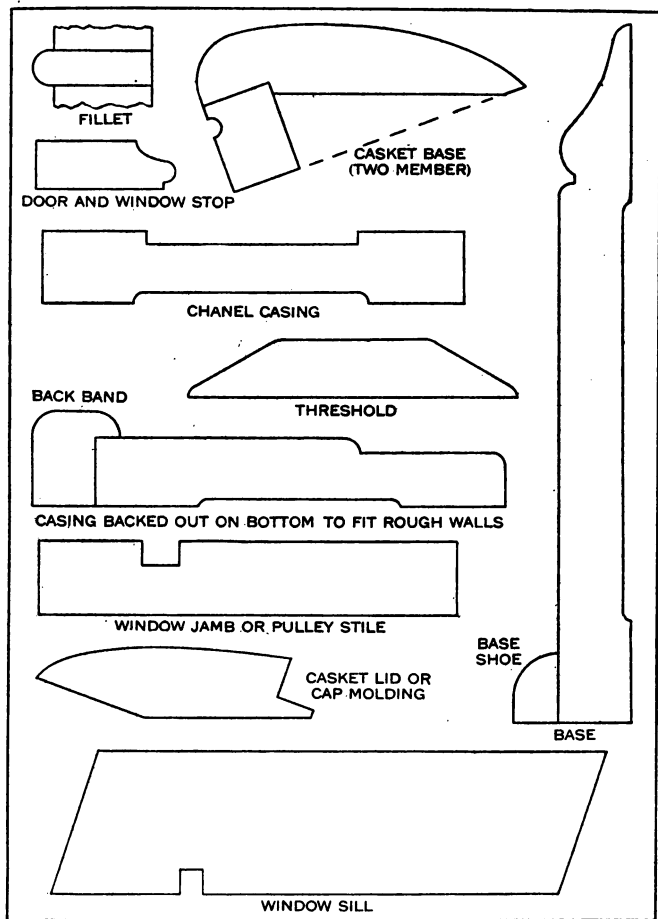 FILLET
CASKET BASE
(TWO MEMBER)
DOOR AND WINDOW STOP
CHANEL CASING
THRESHOLD
BACK BAND
CASING BACKED OUT ON BOTTOM TO FIT ROUGH WALLS
WINDOW JAMB OR PULLEY STILE
CASKET LID OR
CAP MOLDING
BASE
SHOE
BASE
WINDOW SILL